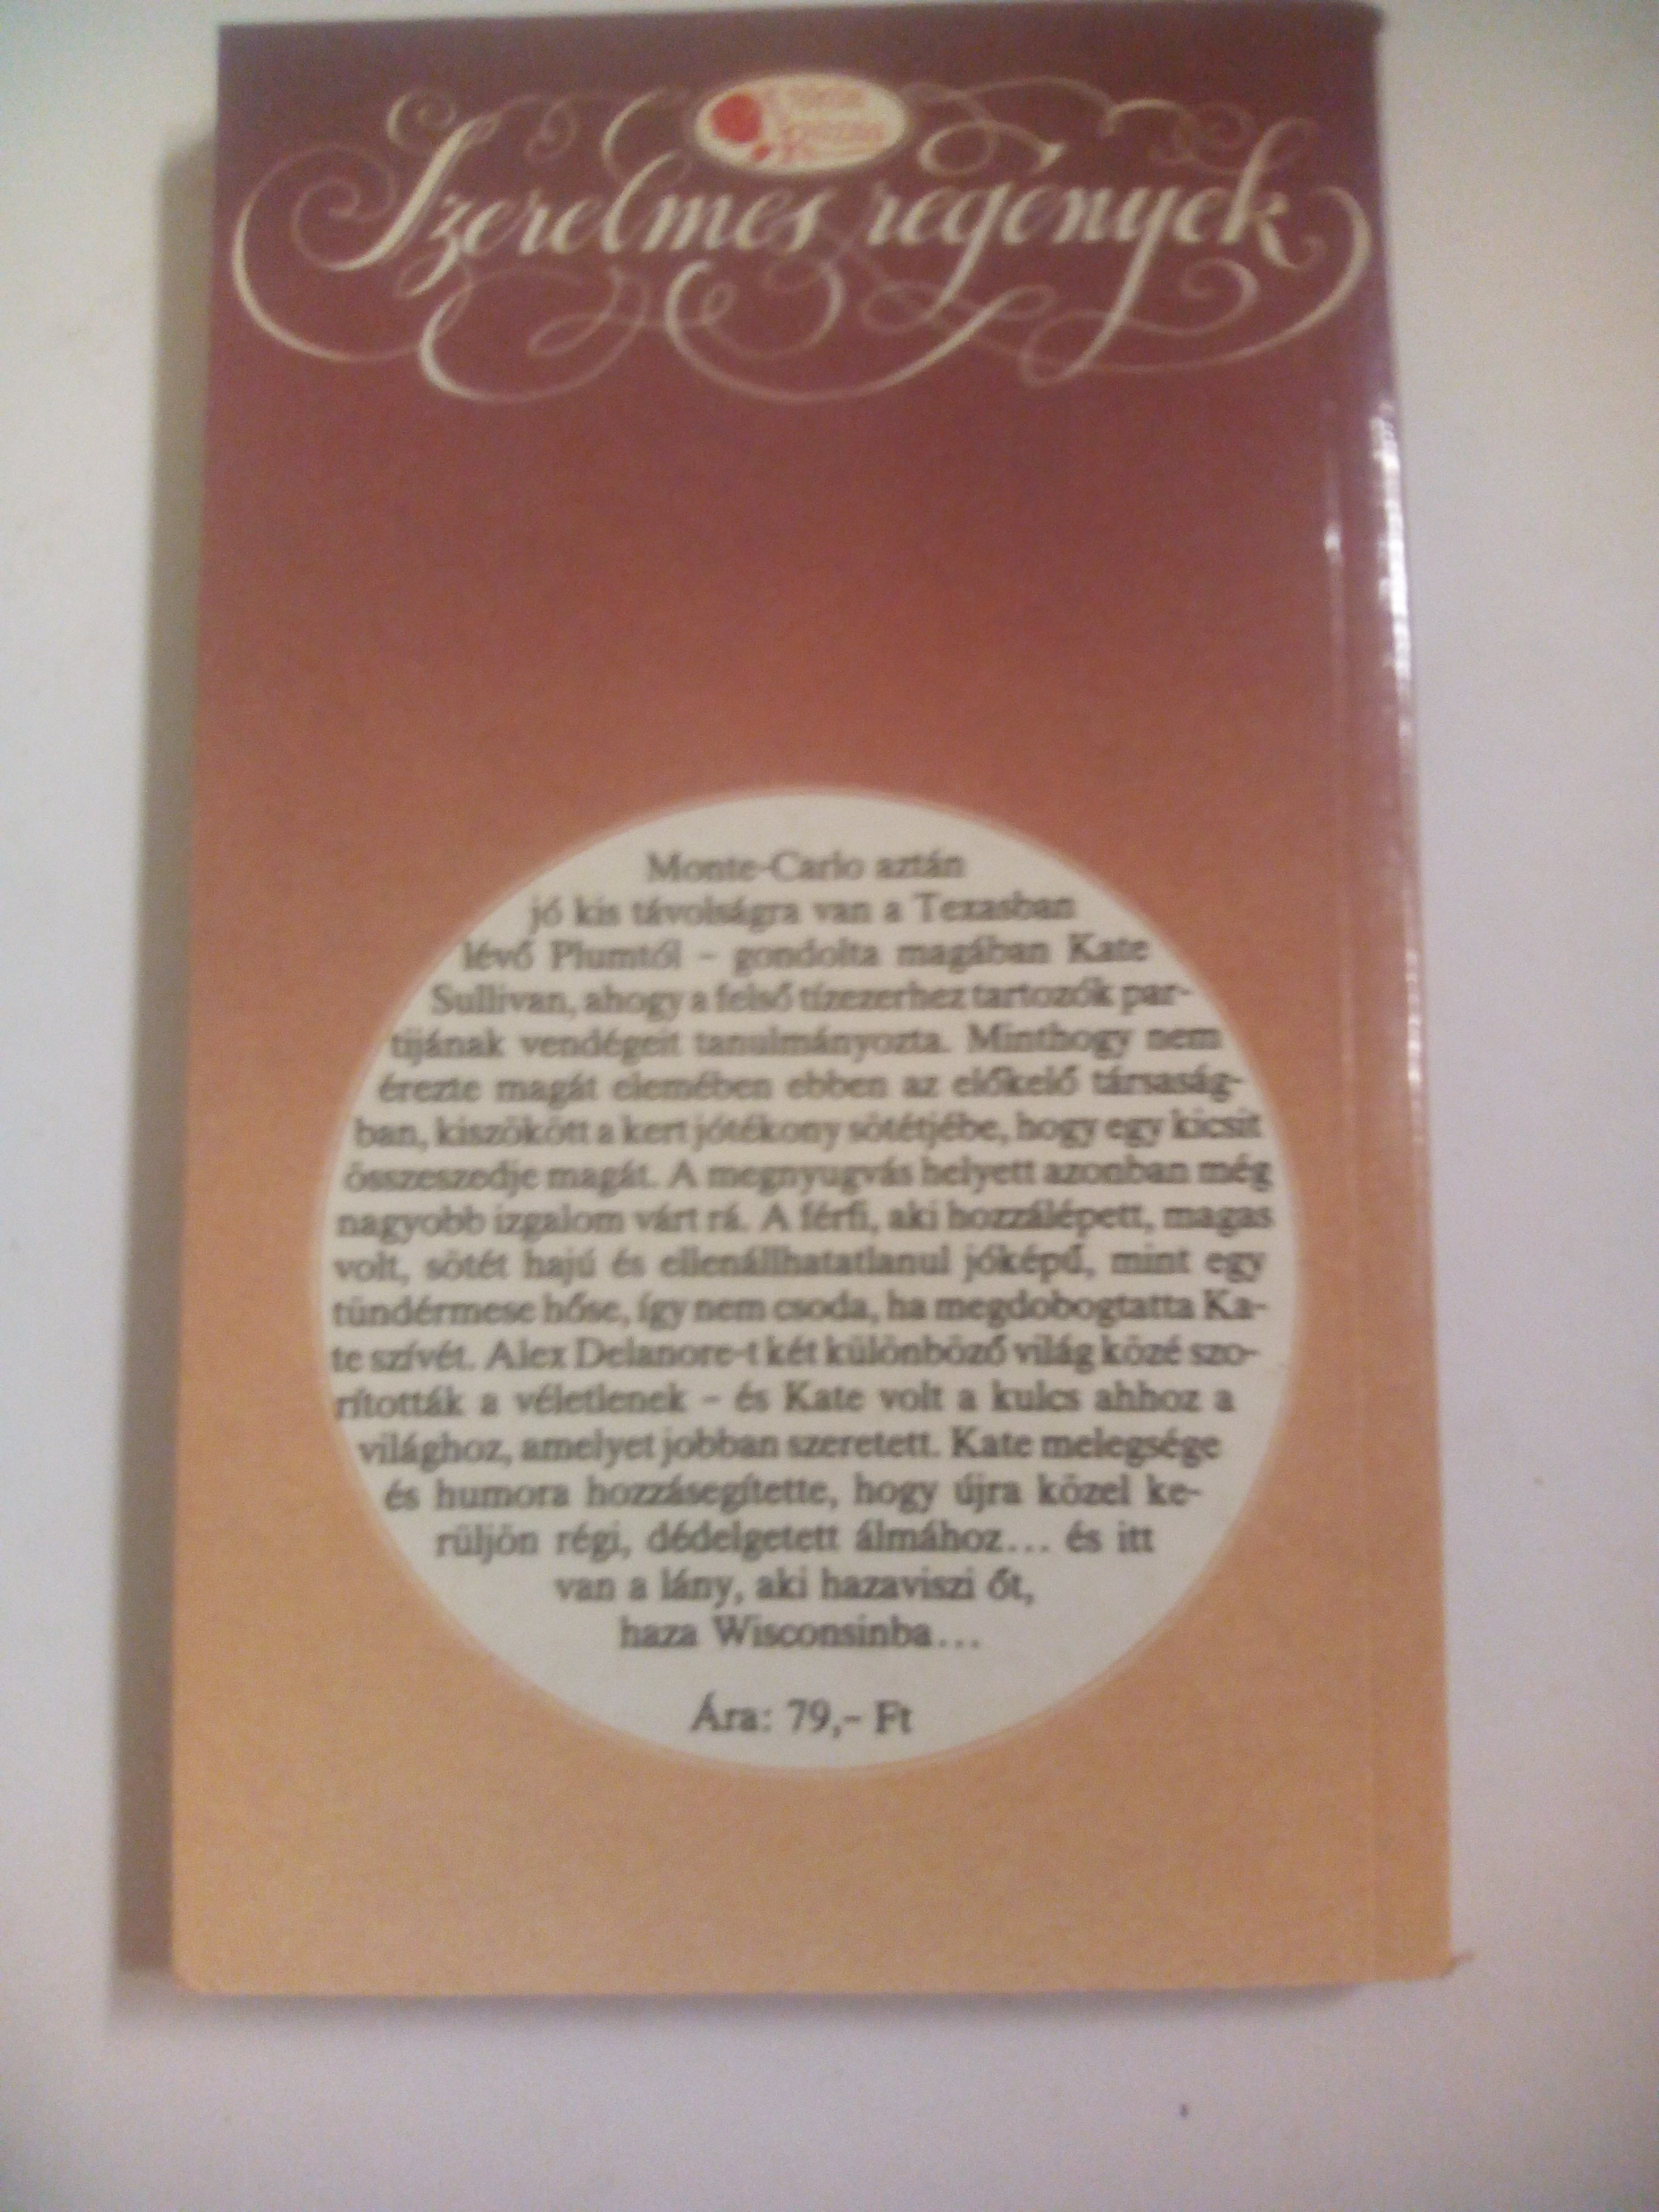 Szerelmes regények
Monte-Carlo aztán
jó kis távolságra van a Texasban
lévő Plumtól – gondolta magában Kate
Sullivan, ahogy a felső tízezerhez tartozók par-
tijának vendégeit tanulmányozta. Minthogy nem
érezte magát elemében ebben az előkelő társaság-
ban, kiszökött a kert jótékony sötétjébe, hogy egy kicsit
összeszedje magát. A megnyugvás helyett azonban még
nagyobb izgalom várt rá. A férfi, aki hozzálépett, magas
volt, sötét hajú és ellenállhatatlanul jóképű, mint egy
tündérmese hőse, így nem csoda, ha megdobogtatta Ka-
te szívét. Alex Delanore-t két különböző világ közé szo-
rították a véletlenek – és Kate volt a kulcs ahhoz a
világhoz, amelyet jobban szeretett. Kate melegsége
és humora hozzásegítette, hogy újra közel ke-
rüljön régi, dédelgetett álmához... és itt
van a lány, aki hazaviszi őt,
haza Wisconsinba...
Ára: 79,– Ft